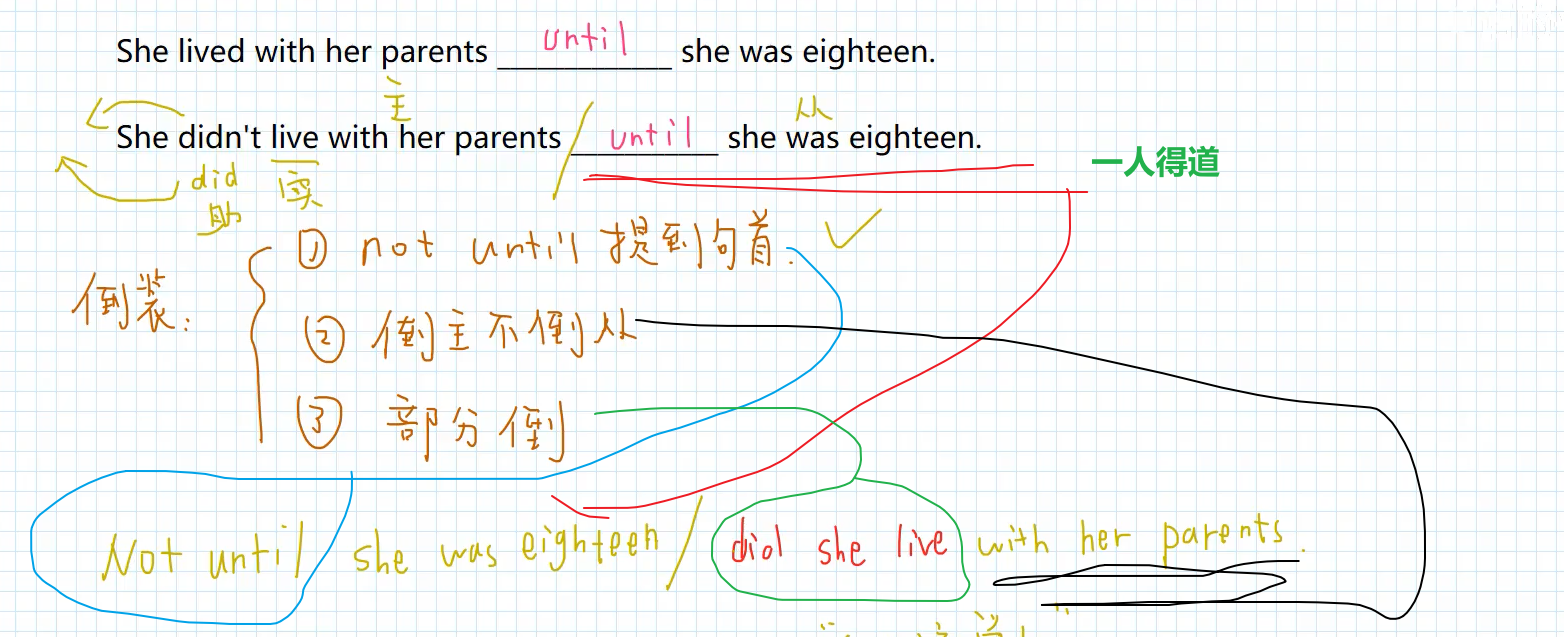 She lived with her parents until she was eighteen.
主 从
She didn't live with her parents until she was eighteen.
一人得道
did 实
助
① not until 提到句首.
倒装:
② 倒主不倒从
③ 部分倒
Not until she was eighteen / did she live with her parents.